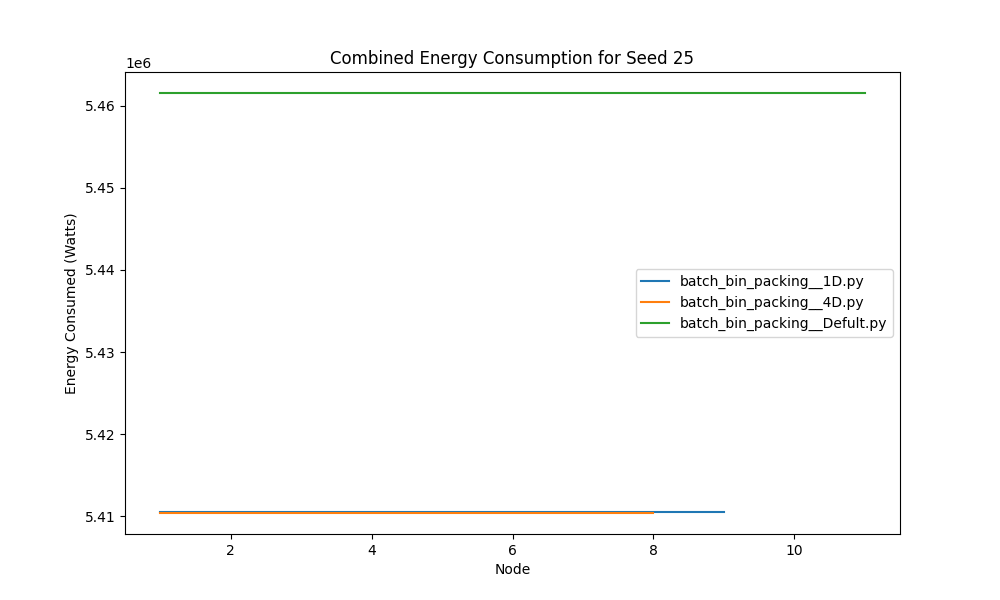 Combined Energy Consumption for Seed 25
1e6
5.46
5.45
5.44
5.43
5.42
5.41
Energy Consumed (Watts)
batch_bin_packing__1D.py
batch_bin_packing__4D.py
batch_bin_packing__Defult.py
2 4 6 8 10
Node